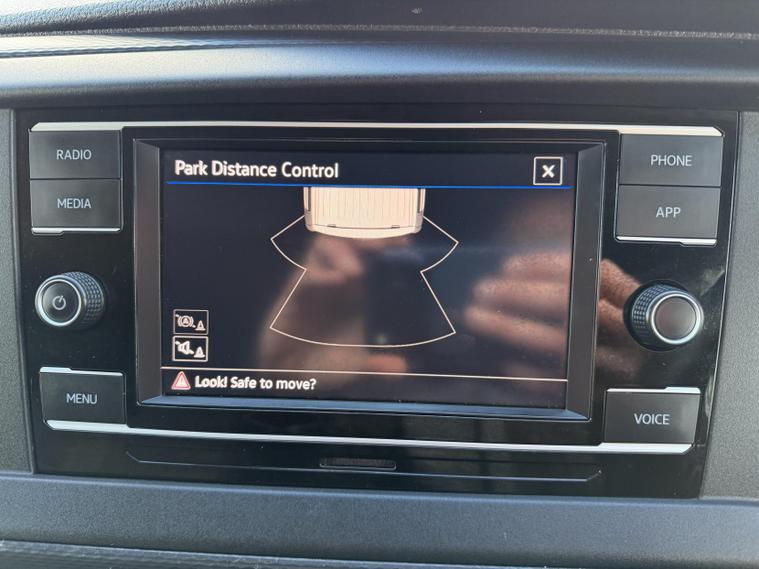 RADIO
MEDIA
Park Distance Control
PHONE
APP
Look! Safe to move?
MENU
VOICE